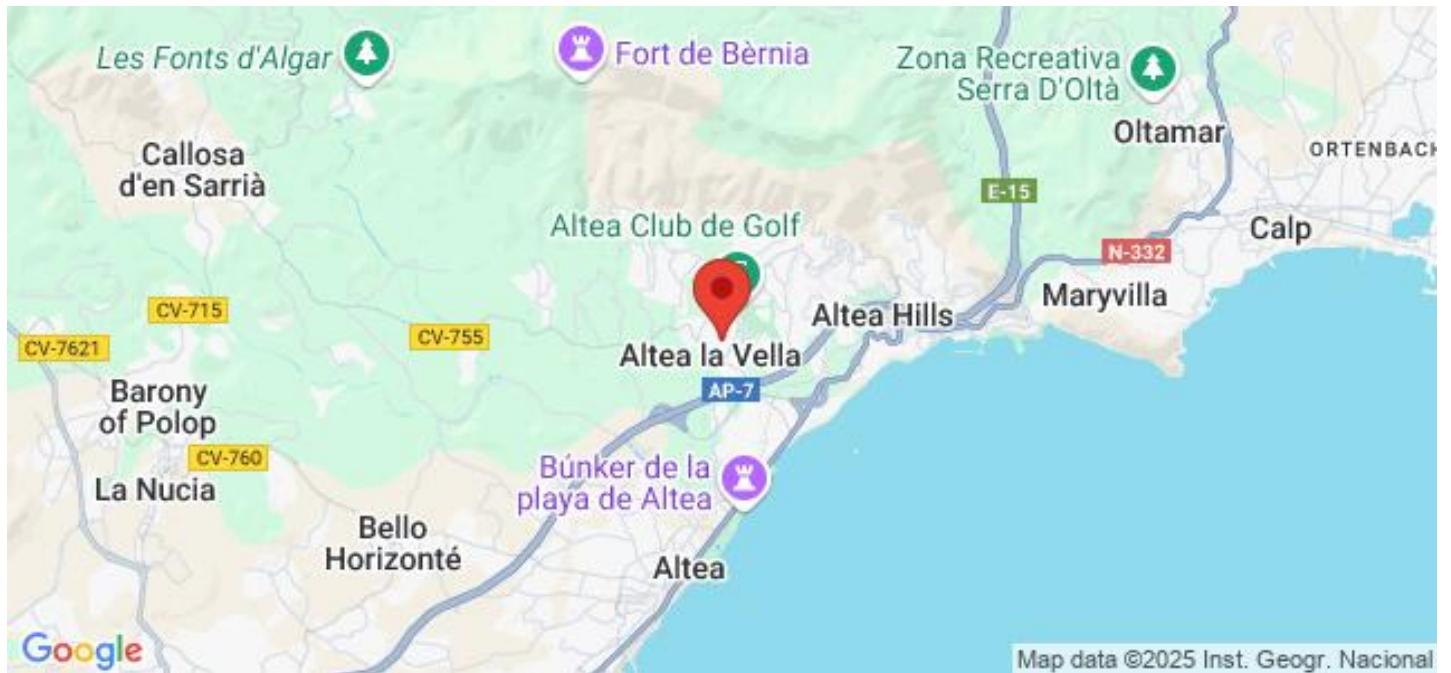 Les Fonts d'Algar
Fort de Bèrnia
Zona Recreativa
Serra D'Oltà
Oltamar
ORTENBACH
Callosa
d'en Sarrià
E-15
Altea Club de Golf
Calp
N-332
Maryvilla
CV-715
Altea Hills
CV-7621
CV-755
Altea la Vella
AP-7
Barony
of Polop
CV-760
La Nucia
Búnker de la
playa de Altea
Bello
Horizonté
Altea
Google
Map data ©2025 Inst. Geogr. Nacional